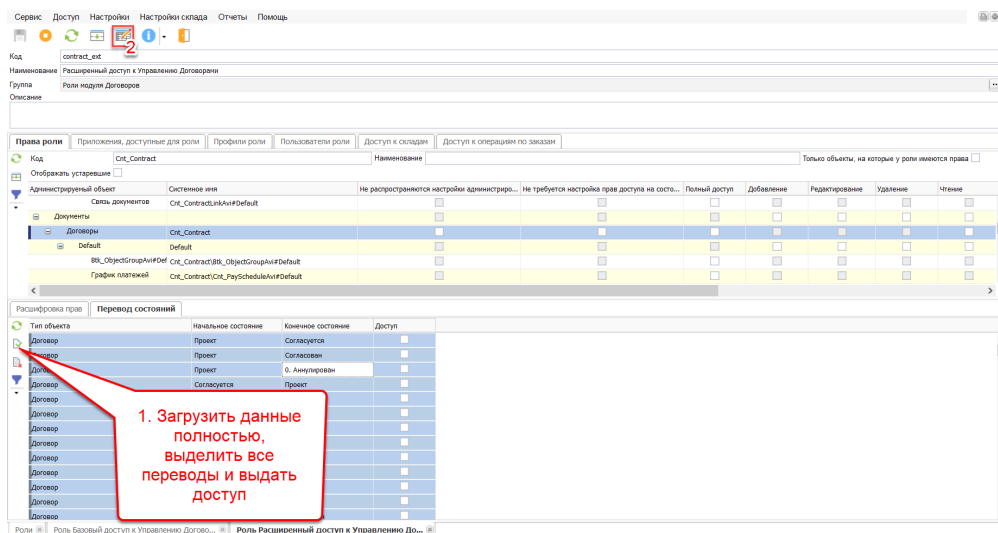 Сервис Доступ Настройки Настройки склада Отчеты Помощь
2
Код contract_ext
Наименование Расширенный доступ к Управлению Договорами
Группа Роли модуля Договоров
Описание
Права роли Приложения, доступные для роли Профили роли Пользователи роли Доступ к складам Доступ к операциям по заказам
Код Cnt_Contract Наименование Только объекты, на которые у роли имеются права
Отображать устаревшие
Администрируемый объект Системное имя Не распространяются настройки администриро... Не требуется настройка прав доступа на состо... Полный доступ Добавление Редактирование Удаление Чтение
Связь документов Cnt_ContractLinkAvi#Default
Документы
Договоры Cnt_Contract
Default Default
Btk_ObjectGroupAvi#Def Cnt_Contract\Btk_ObjectGroupAvi#Default
График платежей Cnt_Contract\Cnt_PayScheduleAvi#Default
Расшифровка прав Перевод состояний
Тип объекта Начальное состояние Конечное состояние Доступ
Договор Проект Согласуется
Договор Проект Согласован
Договор Проект 0. Аннулирован
Договор Согласуется Проект
Договор
Договор
Договор
Договор
Договор
Договор
Договор
Договор
Договор
1. Загрузить данные
полностью,
выделить все
переводы и выдать
доступ
Роли Роль Базовый доступ к Управлению Догово... Роль Расширенный доступ к Управлению До...